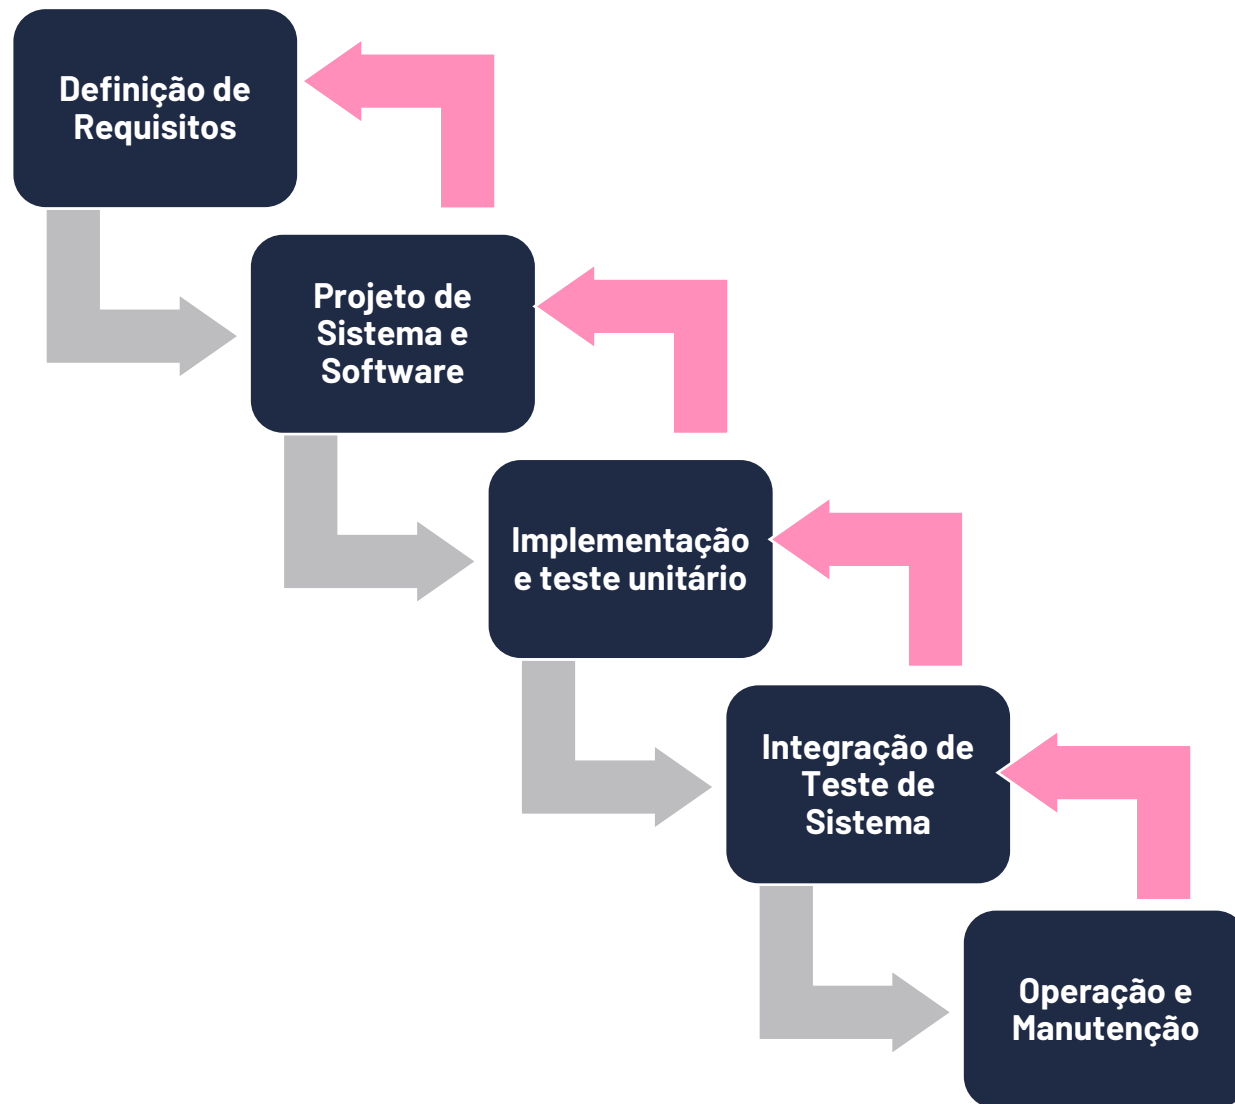 Definição de
Requisitos
Projeto de
Sistema e
Software
Implementação
e teste unitário
Integração de
Teste de
Sistema
Operação e
Manutenção